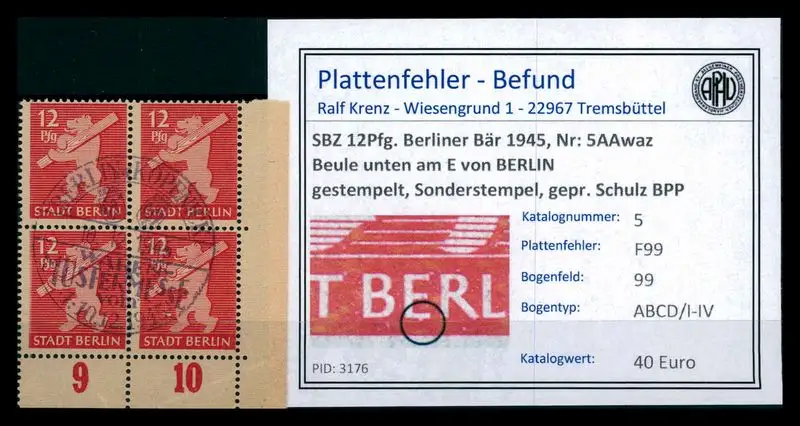 12
Pfg
12
Pfg
STADT BERLIN
STADT BERLIN
12
Pfg
12
Pfg
STADT BERLIN
STADT BERLIN
9
10
Plattenfehler - Befund
Ralf Krenz - Wiesengrund 1 - 22967 Tremsbüttel
SBZ 12Pfg. Berliner Bär 1945, Nr: 5AAwaz
Beule unten am E von BERLIN
gestempelt, Sonderstempel, gepr. Schulz BPP
T BERL
Katalognummer: 5
Plattenfehler: F99
Bogenfeld: 99
Bogentyp: ABCD/I-IV
Katalogwert: 40 Euro
PID: 3176